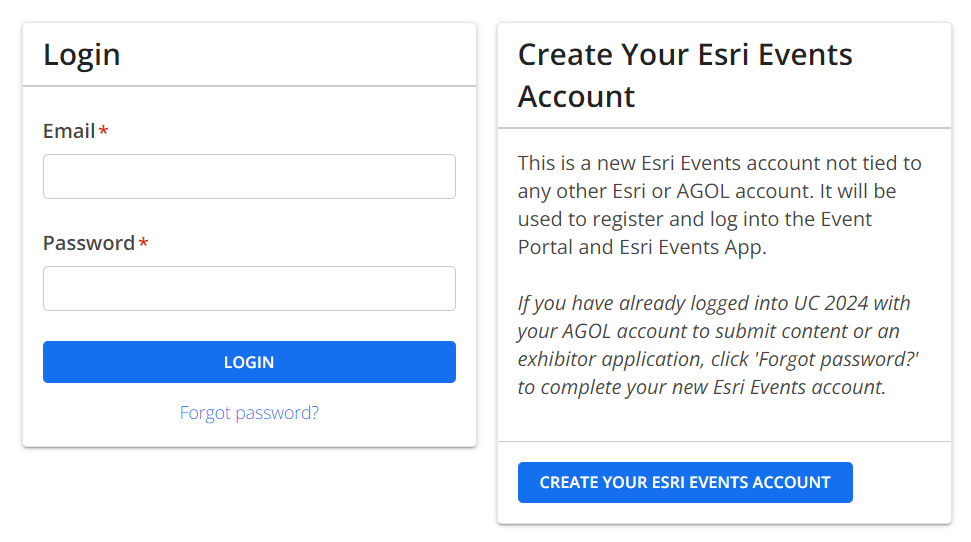 Login
Email *
Password *
LOGIN
Forgot password?
Create Your Esri Events
Account
This is a new Esri Events account not tied to
any other Esri or AGOL account. It will be
used to register and log into the Event
Portal and Esri Events App.
If you have already logged into UC 2024 with
your AGOL account to submit content or an
exhibitor application, click 'Forgot password?'
to complete your new Esri Events account.
CREATE YOUR ESRI EVENTS ACCOUNT